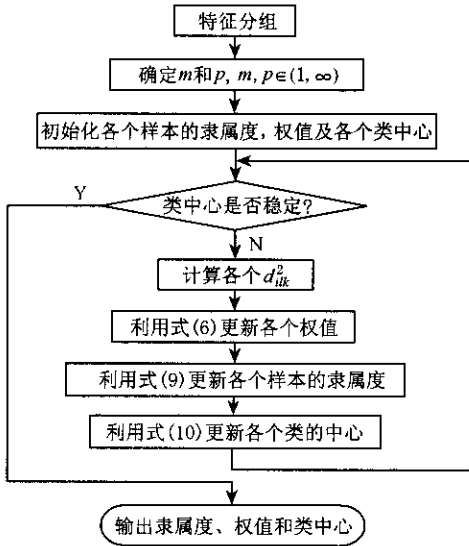 特征分组
确定m和p, m, p∈(1, ∞)
初始化各个样本的隶属度, 权值及各个类中心
Y
类中心是否稳定?
N
计算各个d²ᵢₗₖ
利用式(6)更新各个权值
利用式(9)更新各个样本的隶属度
利用式(10)更新各个类的中心
输出隶属度、权值和类中心